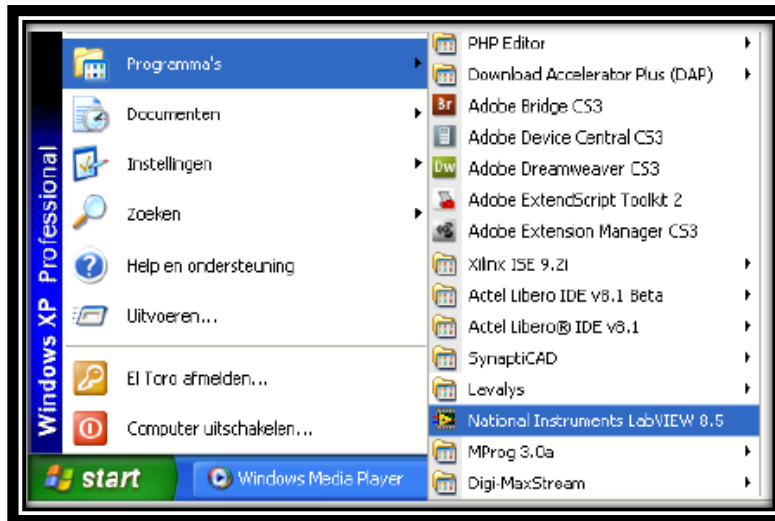 Windows XP Professional
Programma's
Documenten
Instellingen
Zoeken
Help en ondersteuning
Uitvoeren...
El Toro afmelden...
Computer uitschakelen...
start
Windows Media Player
PHP Editor
Download Accelerator Plus (DAP)
Br Adobe Bridge CS3
Adobe Device Central CS3
Dw Adobe Dreamweaver CS3
Adobe ExtendScript Toolkit 2
Adobe Extension Manager CS3
Xilinx ISE 9.2i
Actel Libero IDE v8.1 Beta
Actel Libero® IDE v8.1
SynaptiCAD
Lavalys
National Instruments LabVIEW 8.5
MProg 3.0a
Digi-MaxStream